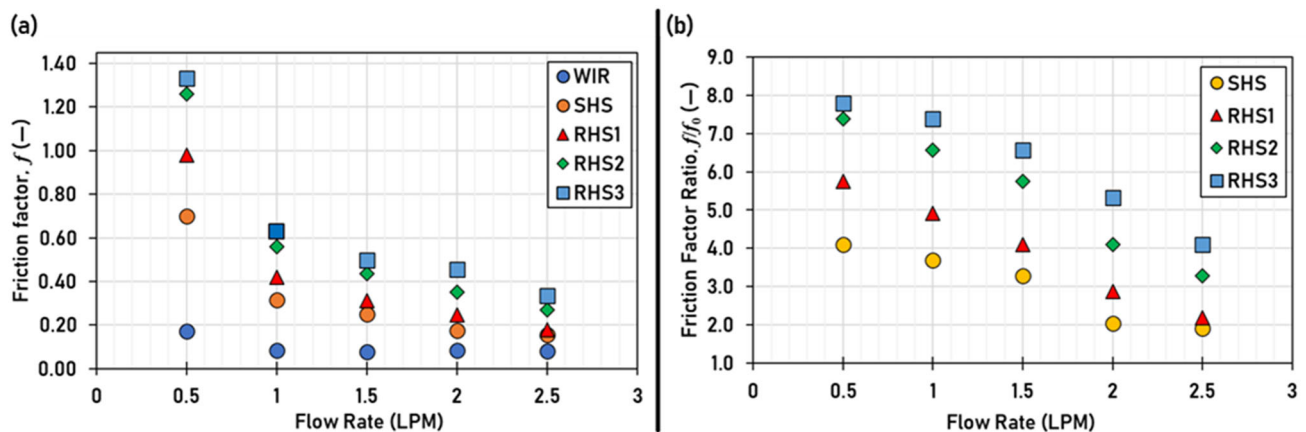 (a)
Friction factor, f (—)
1.40
1.20
1.00
0.80
0.60
0.40
0.20
0.00
0
0.5
1
1.5
2
2.5
3
Flow Rate (LPM)
WIR
SHS
RHS1
RHS2
RHS3
(b)
Friction Factor Ratio, f/f₀ (—)
9.0
8.0
7.0
6.0
5.0
4.0
3.0
2.0
1.0
0
0.5
1
1.5
2
2.5
3
Flow Rate (LPM)
SHS
RHS1
RHS2
RHS3